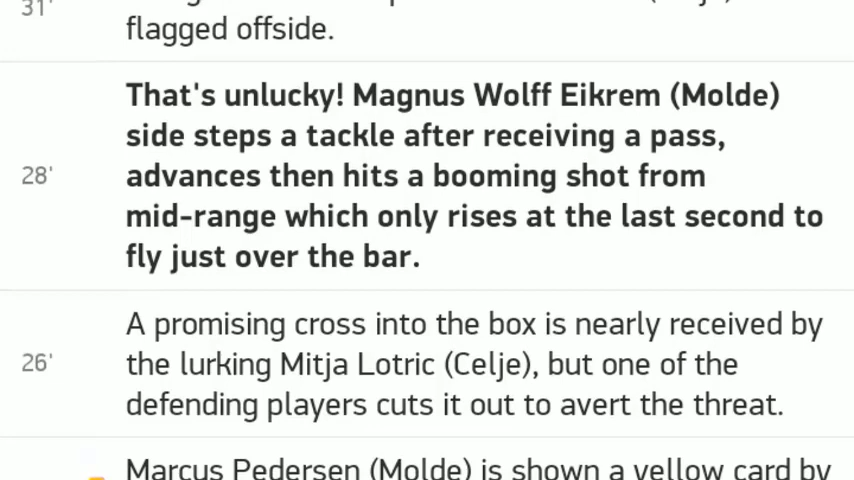 31'
flagged offside.
28'
That's unlucky! Magnus Wolff Eikrem (Molde)
side steps a tackle after receiving a pass,
advances then hits a booming shot from
mid-range which only rises at the last second to
fly just over the bar.
26'
A promising cross into the box is nearly received by
the lurking Mitja Lotric (Celje), but one of the
defending players cuts it out to avert the threat.
Marcus Pedersen (Molde) is shown a yellow card by